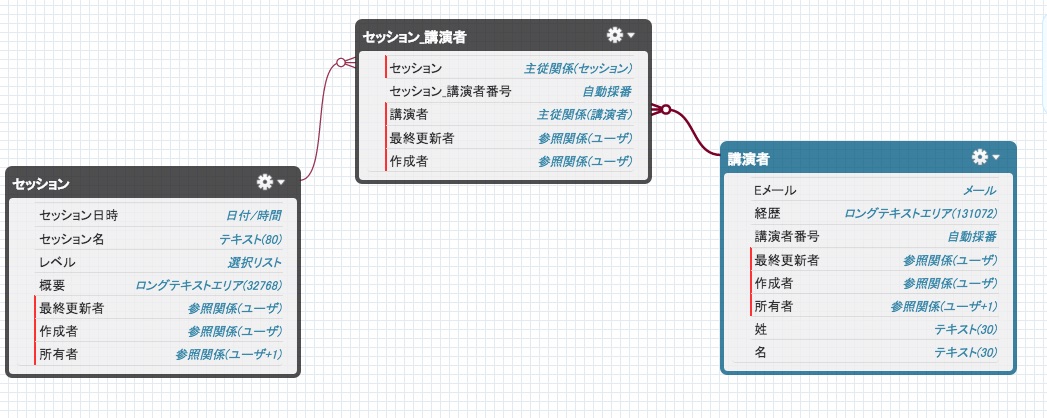 セッション_講演者
セッション 主従関係(セッション)
セッション_講演者番号 自動採番
講演者 主従関係(講演者)
最終更新者 参照関係(ユーザ)
作成者 参照関係(ユーザ)
セッション
セッション日時 日付/時間
セッション名 テキスト(80)
レベル 選択リスト
概要 ロングテキストエリア(32768)
最終更新者 参照関係(ユーザ)
作成者 参照関係(ユーザ)
所有者 参照関係(ユーザ+1)
講演者
Eメール メール
経歴 ロングテキストエリア(131072)
講演者番号 自動採番
最終更新者 参照関係(ユーザ)
作成者 参照関係(ユーザ)
所有者 参照関係(ユーザ+1)
姓 テキスト(30)
名 テキスト(30)